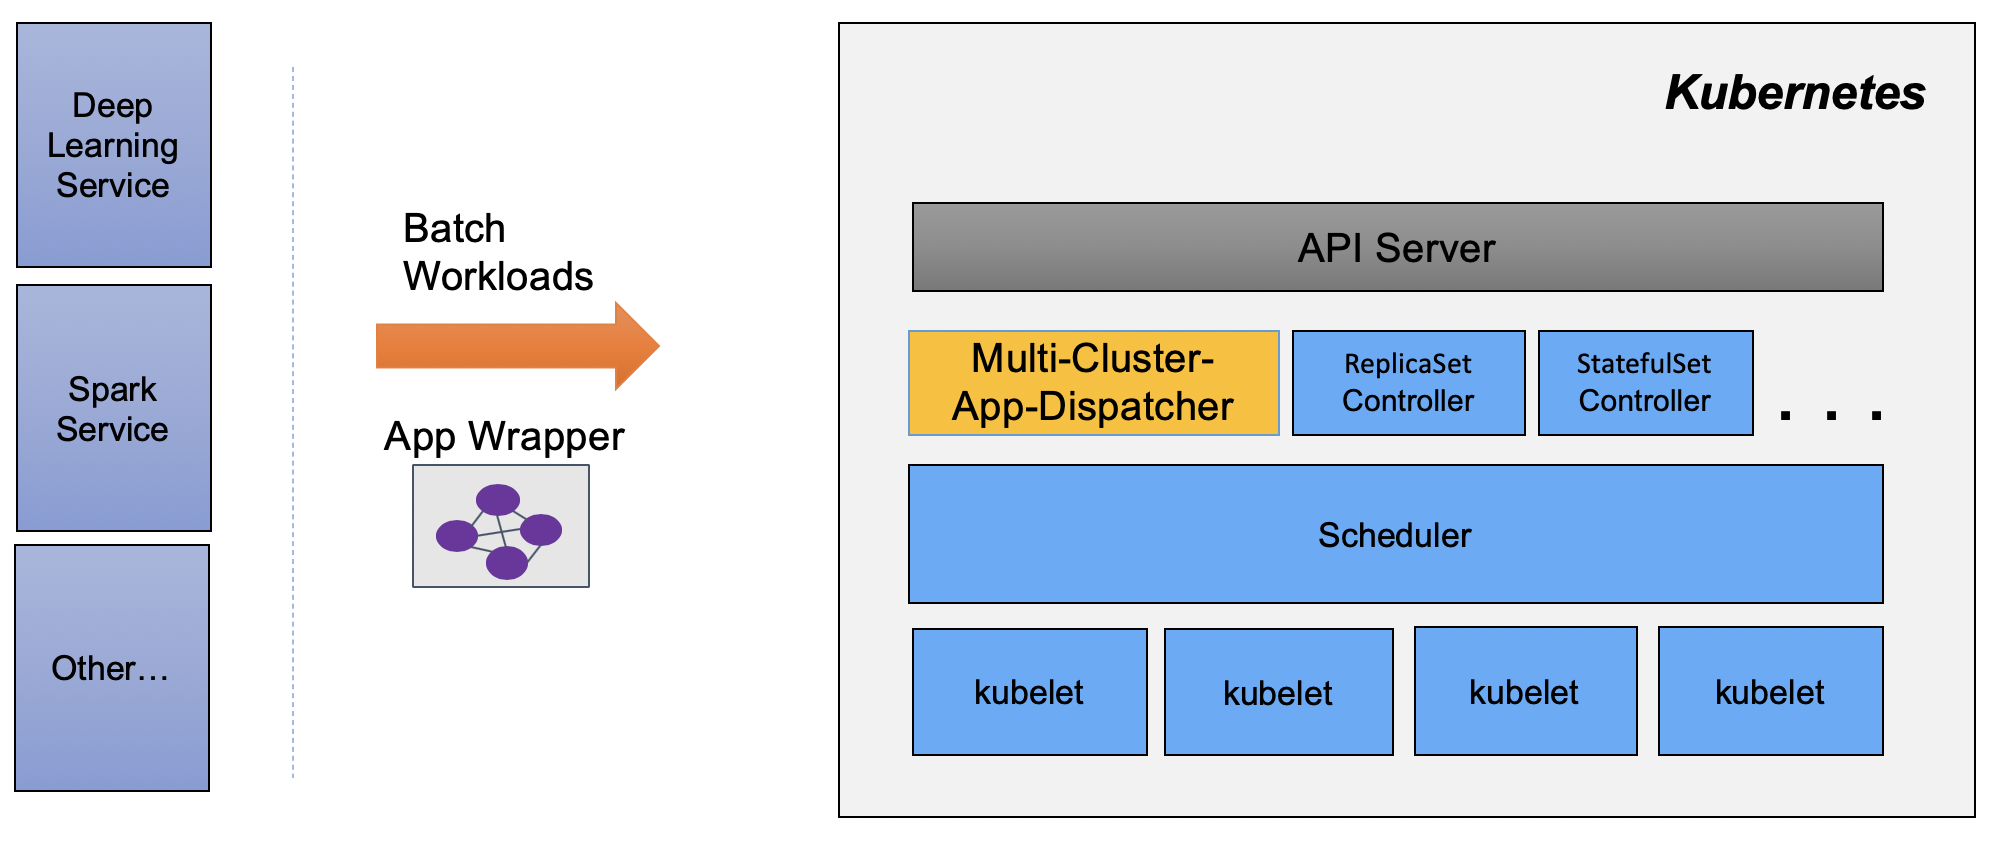 Deep
Learning
Service
Spark
Service
Other…
Batch
Workloads
App Wrapper
Kubernetes
API Server
Multi-Cluster-
App-Dispatcher
ReplicaSet
Controller
StatefulSet
Controller
. . .
Scheduler
kubelet
kubelet
kubelet
kubelet